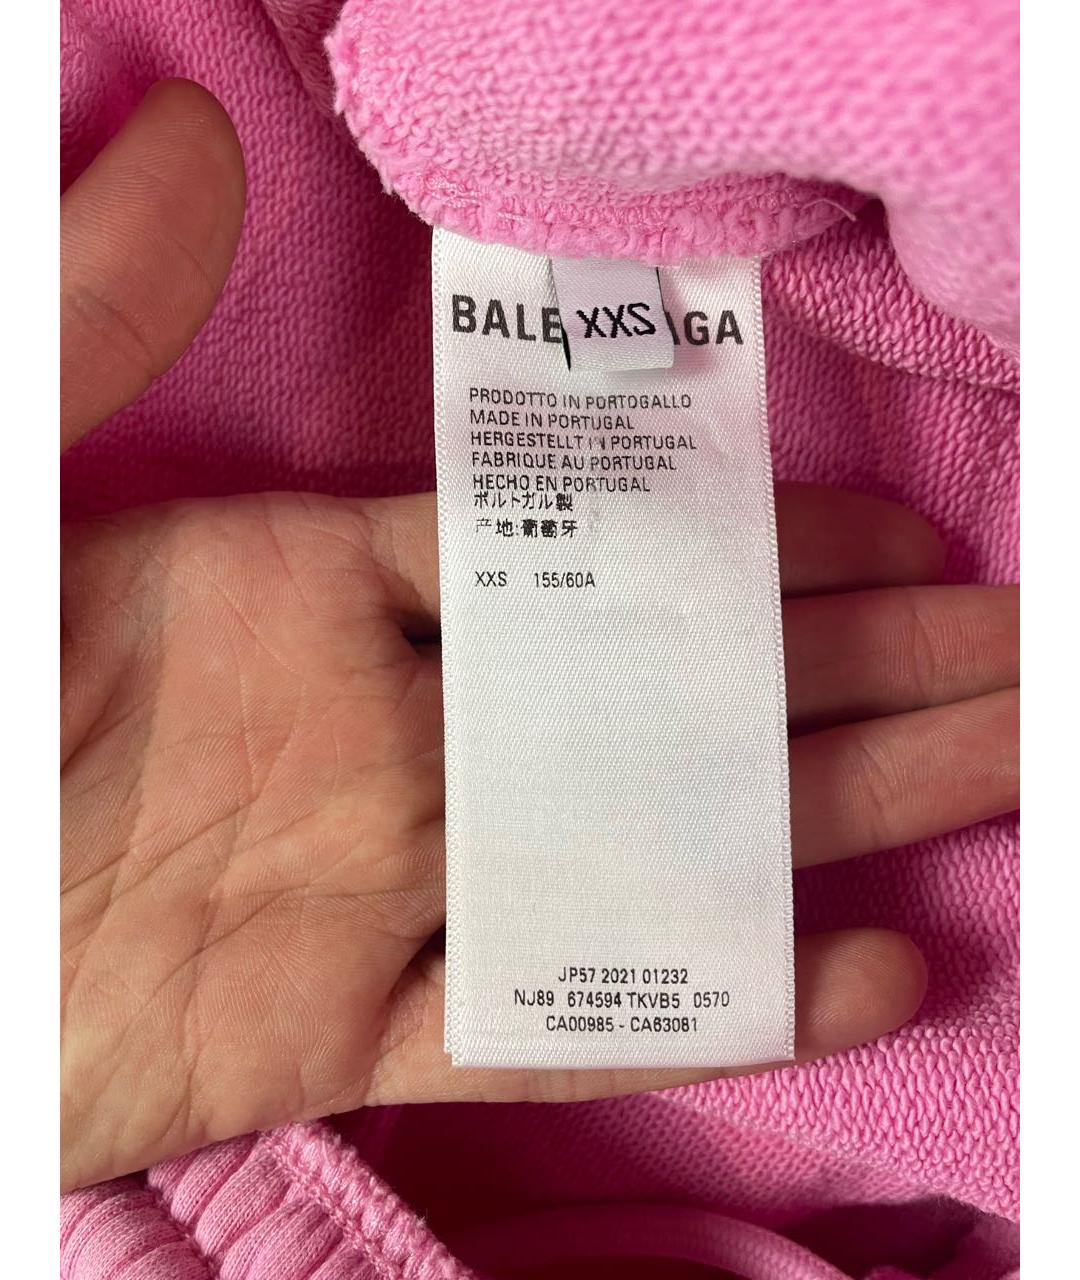 BALE XXS GA
PRODOTTO IN PORTOGALLO
MADE IN PORTUGAL
HERGESTELLT IN PORTUGAL
FABRIQUE AU PORTUGAL
HECHO EN PORTUGAL
ポルトガル製
产地:葡萄牙
XXS 155/60A
JP57 2021 01232
NJ89 674594 TKVB5 0570
CA00985 - CA63081